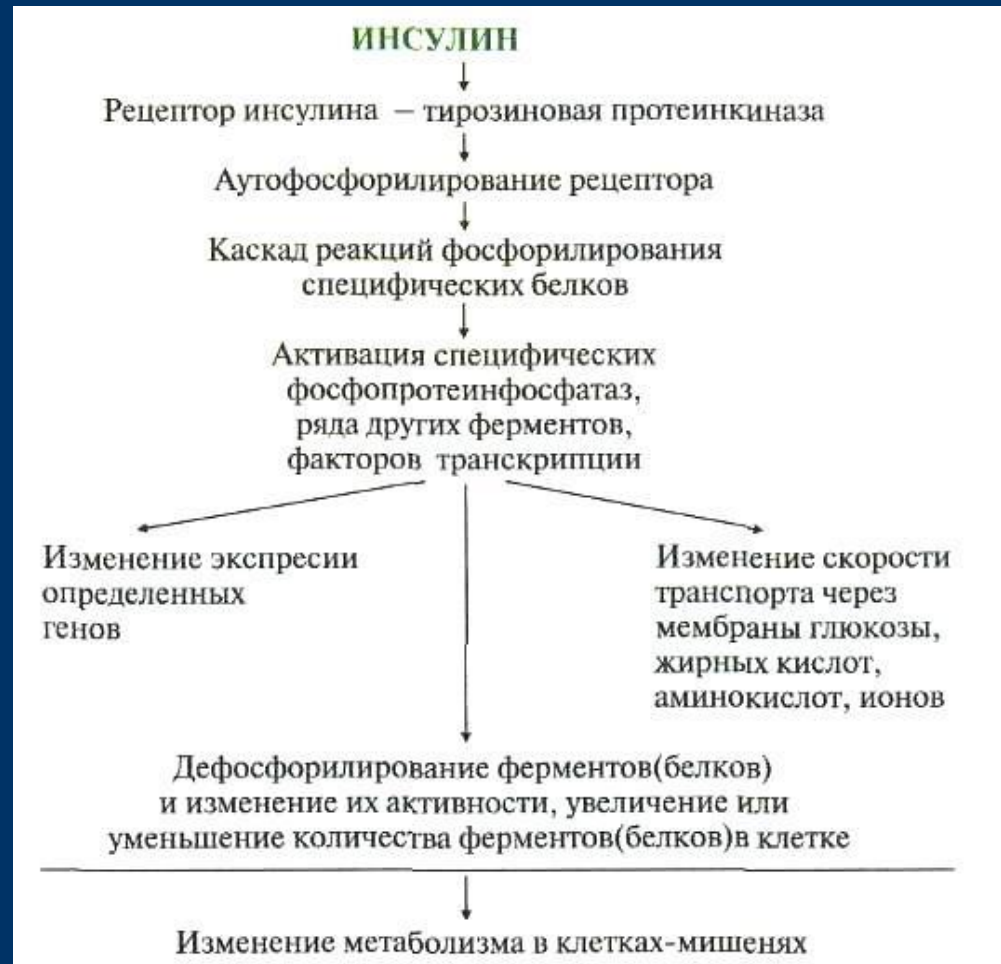 ИНСУЛИН
Рецептор инсулина – тирозиновая протеинкиназа
Аутофосфорилирование рецептора
Каскад реакций фосфорилирования
специфических белков
Активация специфических
фосфопротеинфосфатаз,
ряда других ферментов,
факторов транскрипции
Изменение экспресии
определенных
генов
Изменение скорости
транспорта через
мембраны глюкозы,
жирных кислот,
аминокислот, ионов
Дефосфорилирование ферментов(белков)
и изменение их активности, увеличение или
уменьшение количества ферментов(белков)в клетке
Изменение метаболизма в клетках-мишенях